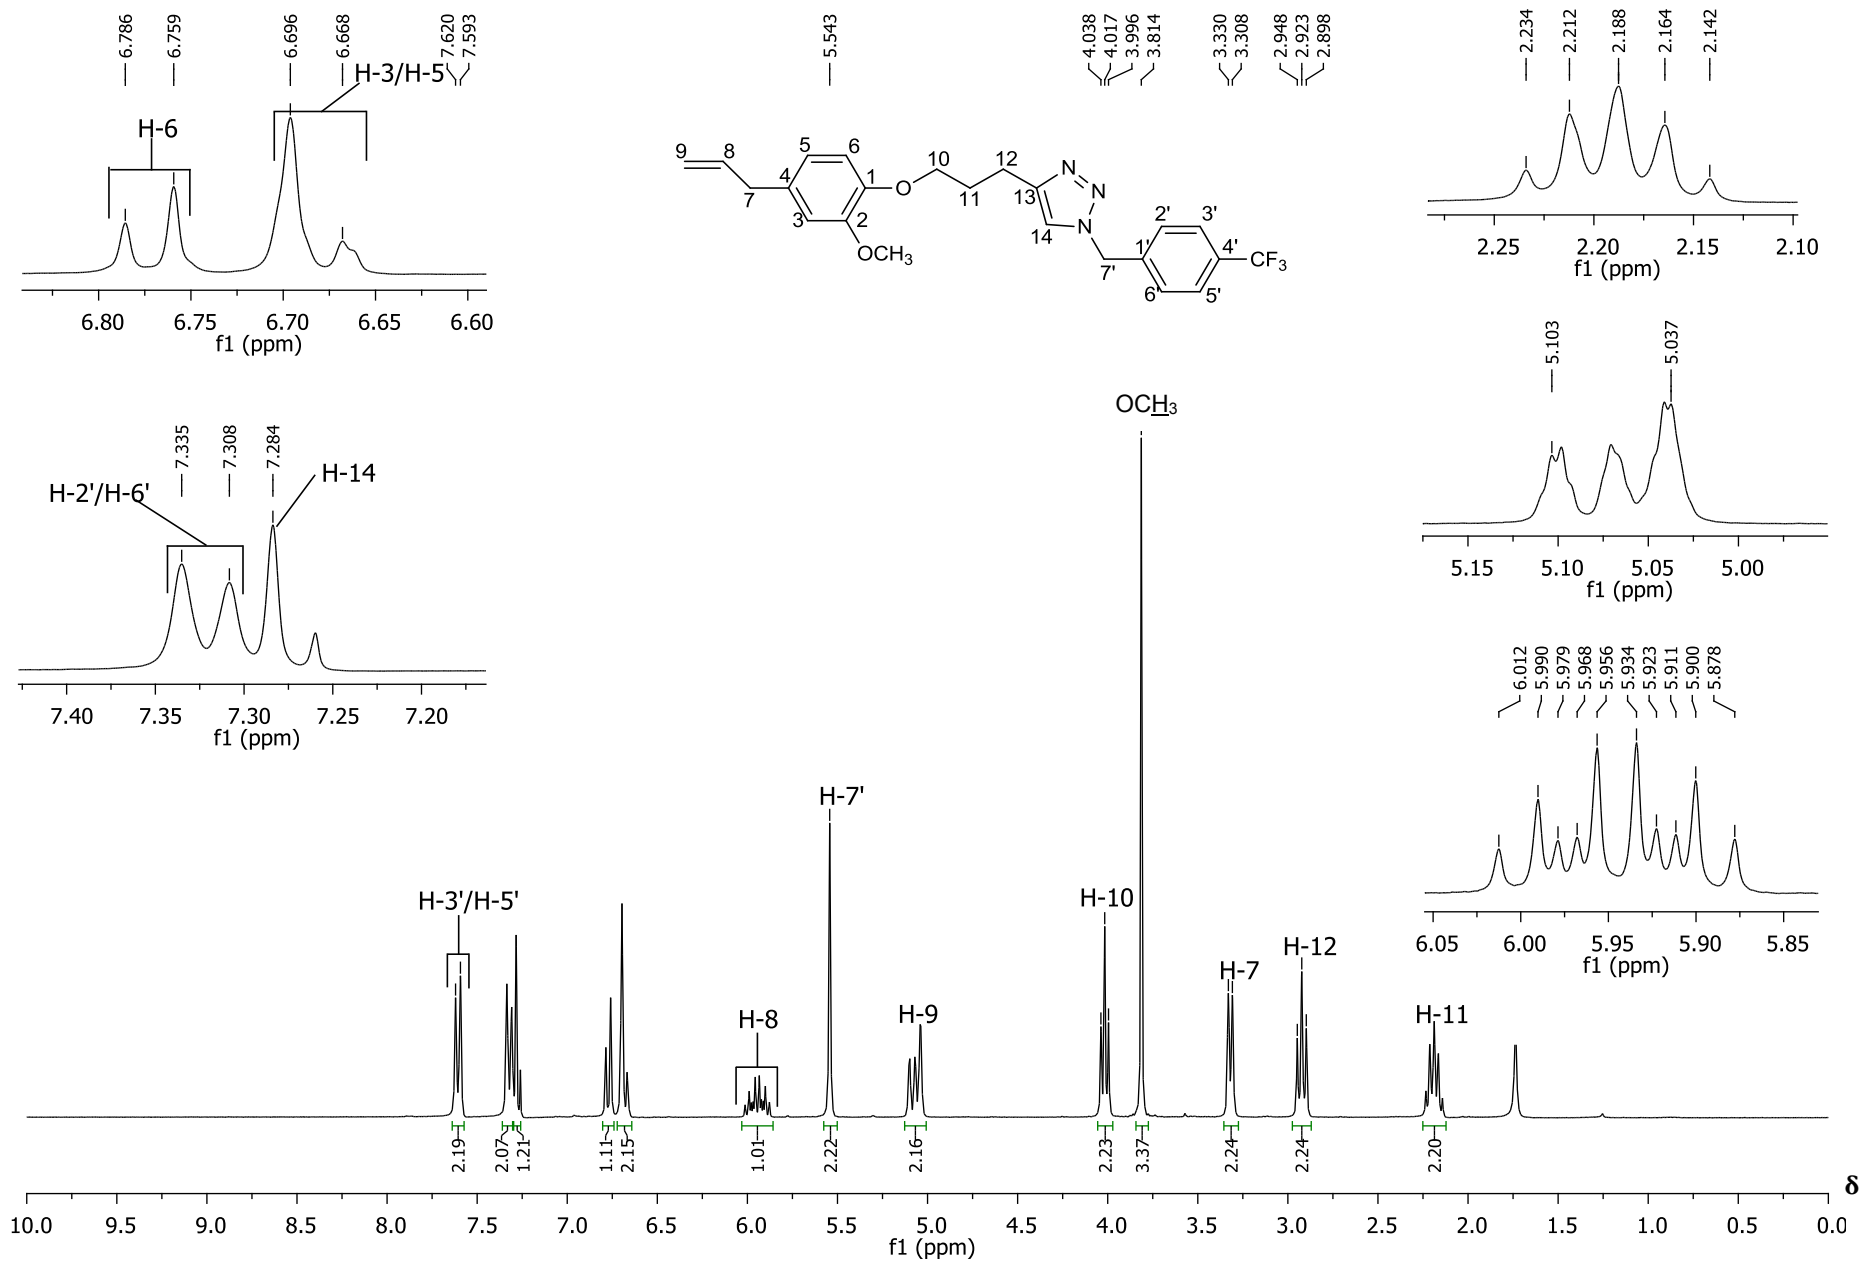 6.786
6.759
6.696
6.668
7.620
7.593
5.543
4.038
4.017
3.996
3.814
3.330
3.308
2.948
2.923
2.898
2.234
2.212
2.188
2.164
2.142
H-3/H-5
H-6
6.80 6.75 6.70 6.65 6.60
f1 (ppm)
9 8 7 5 6 4 3 1 2 O 10 11 12 13 14 N N N
OCH3
7' 1' 2' 3' 4' 5' 6' CF3
2.25 2.20 2.15 2.10
f1 (ppm)
5.103
5.037
5.15 5.10 5.05 5.00
f1 (ppm)
7.335
7.308
7.284
H-2'/H-6'
H-14
7.40 7.35 7.30 7.25 7.20
f1 (ppm)
OCH3
6.012
5.990
5.979
5.968
5.956
5.934
5.923
5.911
5.900
5.878
6.05 6.00 5.95 5.90 5.85
f1 (ppm)
H-3'/H-5'
H-8
H-7'
H-9
H-10
H-7
H-12
H-11
2.19
2.07
1.21
1.11
2.15
1.01
2.22
2.16
2.23
3.37
2.24
2.24
2.20
δ
10.0 9.5 9.0 8.5 8.0 7.5 7.0 6.5 6.0 5.5 5.0 4.5 4.0 3.5 3.0 2.5 2.0 1.5 1.0 0.5 0.0
f1 (ppm)